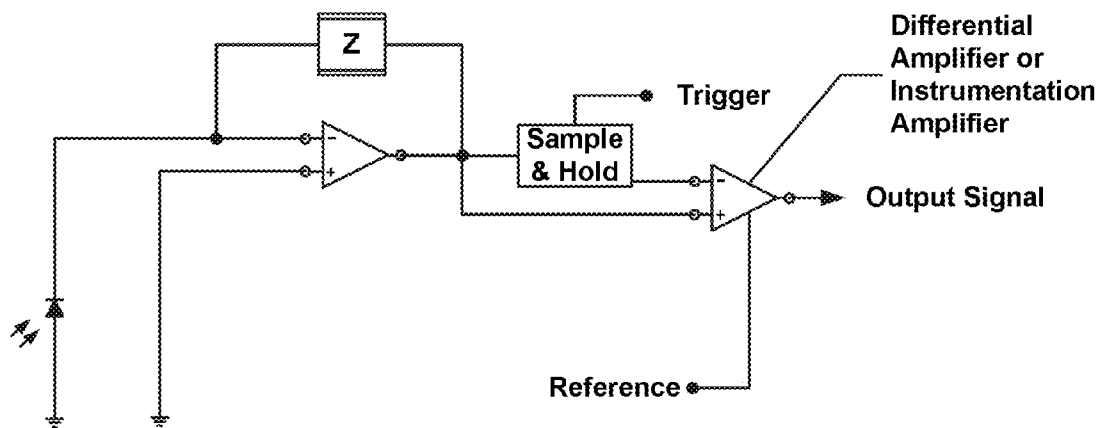 Z
Differential
Amplifier or
Instrumentation
Amplifier
Trigger
Sample
& Hold
-
+
-
+
Output Signal
Reference